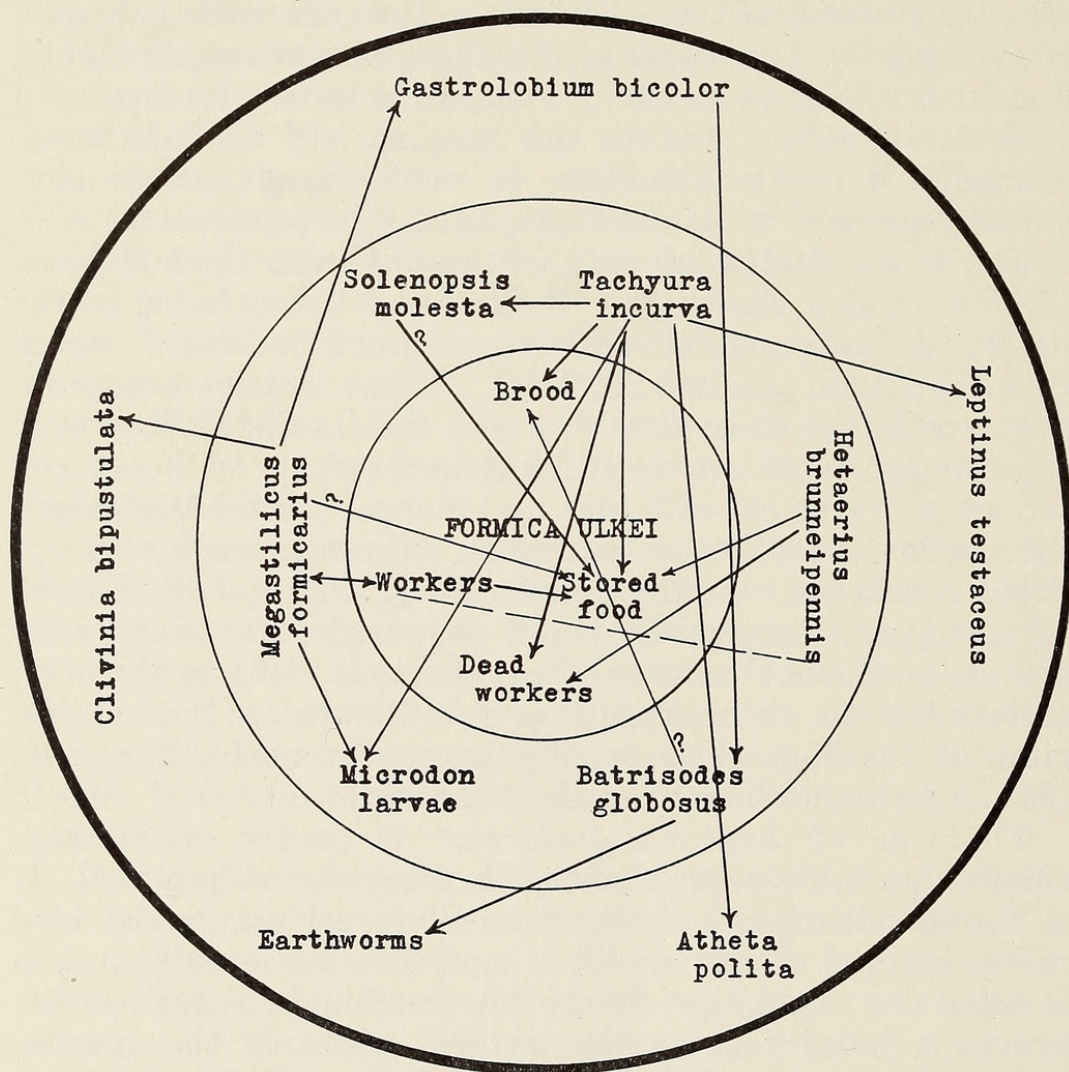 Gastrolobium bicolor
Solenopsis
molesta
Tachyura
incurva
?
Brood
Clivinia bipustulata
Megastilicus
formicarius
?
FORMICA ULKEI
Workers
Stored
food
Dead
workers
Hetaerius
brunneipennis
Leptinus testaceus
?
Microdon
larvae
Batrisodes
globosus
Earthworms
Atheta
polita